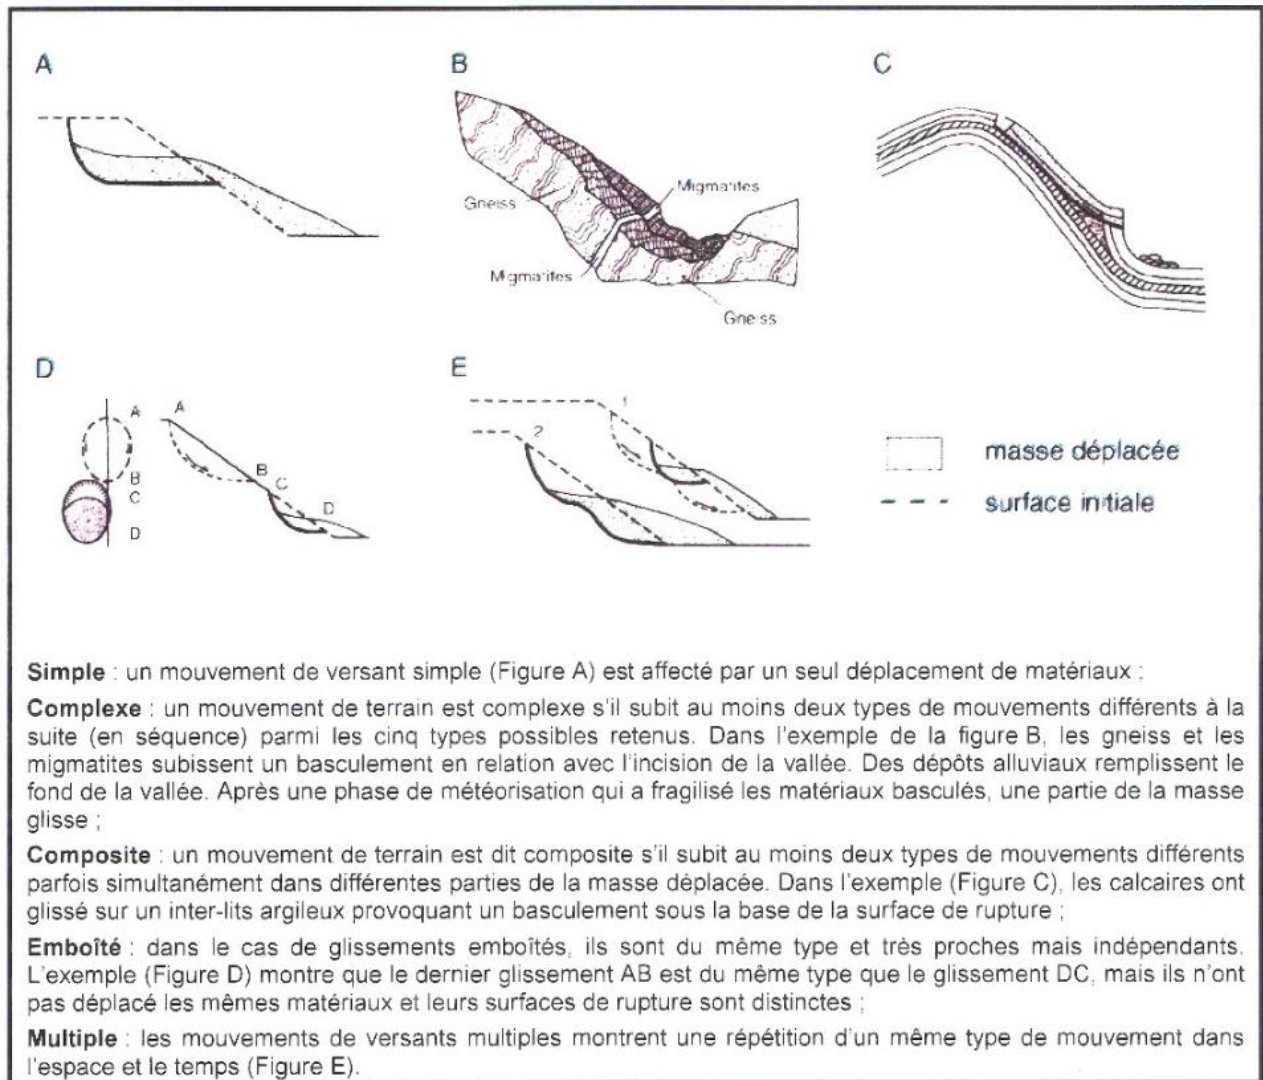 A
B
C
Gneiss
Migmatites
Migmatites
Gneiss
D
E
A
B
C
D
A
B
C
D
1
2
masse déplacée
surface initiale
Simple : un mouvement de versant simple (Figure A) est affecté par un seul déplacement de matériaux ;
Complexe : un mouvement de terrain est complexe s'il subit au moins deux types de mouvements différents à la
suite (en séquence) parmi les cinq types possibles retenus. Dans l'exemple de la figure B, les gneiss et les
migmatites subissent un basculement en relation avec l'incision de la vallée. Des dépôts alluviaux remplissent le
fond de la vallée. Après une phase de météorisation qui a fragilisé les matériaux basculés, une partie de la masse
glisse ;
Composite : un mouvement de terrain est dit composite s'il subit au moins deux types de mouvements différents
parfois simultanément dans différentes parties de la masse déplacée. Dans l'exemple (Figure C), les calcaires ont
glissé sur un inter-lits argileux provoquant un basculement sous la base de la surface de rupture ;
Emboîté : dans le cas de glissements emboîtés, ils sont du même type et très proches mais indépendants.
L'exemple (Figure D) montre que le dernier glissement AB est du même type que le glissement DC, mais ils n'ont
pas déplacé les mêmes matériaux et leurs surfaces de rupture sont distinctes ;
Multiple : les mouvements de versants multiples montrent une répétition d'un même type de mouvement dans
l'espace et le temps (Figure E).